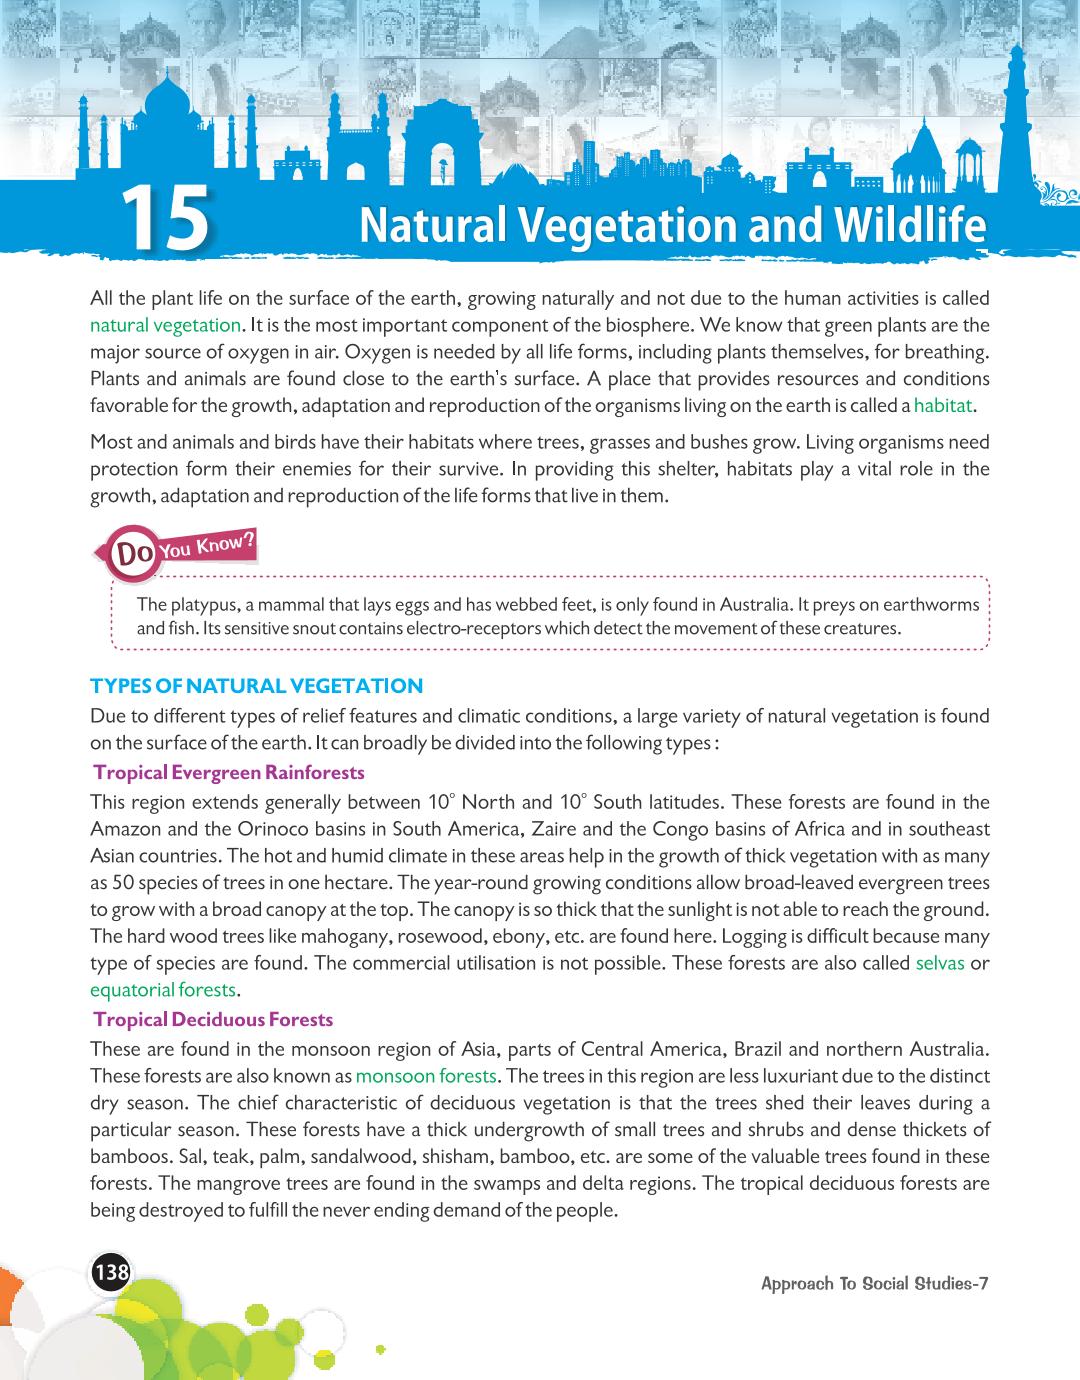 15
Natural Vegetation and Wildlife
All the plant life on the surface of the earth, growing naturally and not due to the human activities is called
natural vegetation. It is the most important component of the biosphere. We know that green plants are the
major source of oxygen in air. Oxygen is needed by all life forms, including plants themselves, for breathing.
Plants and animals are found close to the earth's surface. A place that provides resources and conditions
favorable for the growth, adaptation and reproduction of the organisms living on the earth is called a habitat.
Most and animals and birds have their habitats where trees, grasses and bushes grow. Living organisms need
protection form their enemies for their survive. In providing this shelter, habitats play a vital role in the
growth, adaptation and reproduction of the life forms that live in them.
Do You Know?
The platypus, a mammal that lays eggs and has webbed feet, is only found in Australia. It preys on earthworms
and fish. Its sensitive snout contains electro-receptors which detect the movement of these creatures.
TYPES OF NATURAL VEGETATION
Due to different types of relief features and climatic conditions, a large variety of natural vegetation is found
on the surface of the earth. It can broadly be divided into the following types :
Tropical Evergreen Rainforests
This region extends generally between 10° North and 10° South latitudes. These forests are found in the
Amazon and the Orinoco basins in South America, Zaire and the Congo basins of Africa and in southeast
Asian countries. The hot and humid climate in these areas help in the growth of thick vegetation with as many
as 50 species of trees in one hectare. The year-round growing conditions allow broad-leaved evergreen trees
to grow with a broad canopy at the top. The canopy is so thick that the sunlight is not able to reach the ground.
The hard wood trees like mahogany, rosewood, ebony, etc. are found here. Logging is difficult because many
type of species are found. The commercial utilisation is not possible. These forests are also called selvas or
equatorial forests.
Tropical Deciduous Forests
These are found in the monsoon region of Asia, parts of Central America, Brazil and northern Australia.
These forests are also known as monsoon forests. The trees in this region are less luxuriant due to the distinct
dry season. The chief characteristic of deciduous vegetation is that the trees shed their leaves during a
particular season. These forests have a thick undergrowth of small trees and shrubs and dense thickets of
bamboos. Sal, teak, palm, sandalwood, shisham, bamboo, etc. are some of the valuable trees found in these
forests. The mangrove trees are found in the swamps and delta regions. The tropical deciduous forests are
being destroyed to fulfill the never ending demand of the people.
138
Approach To Social Studies-7